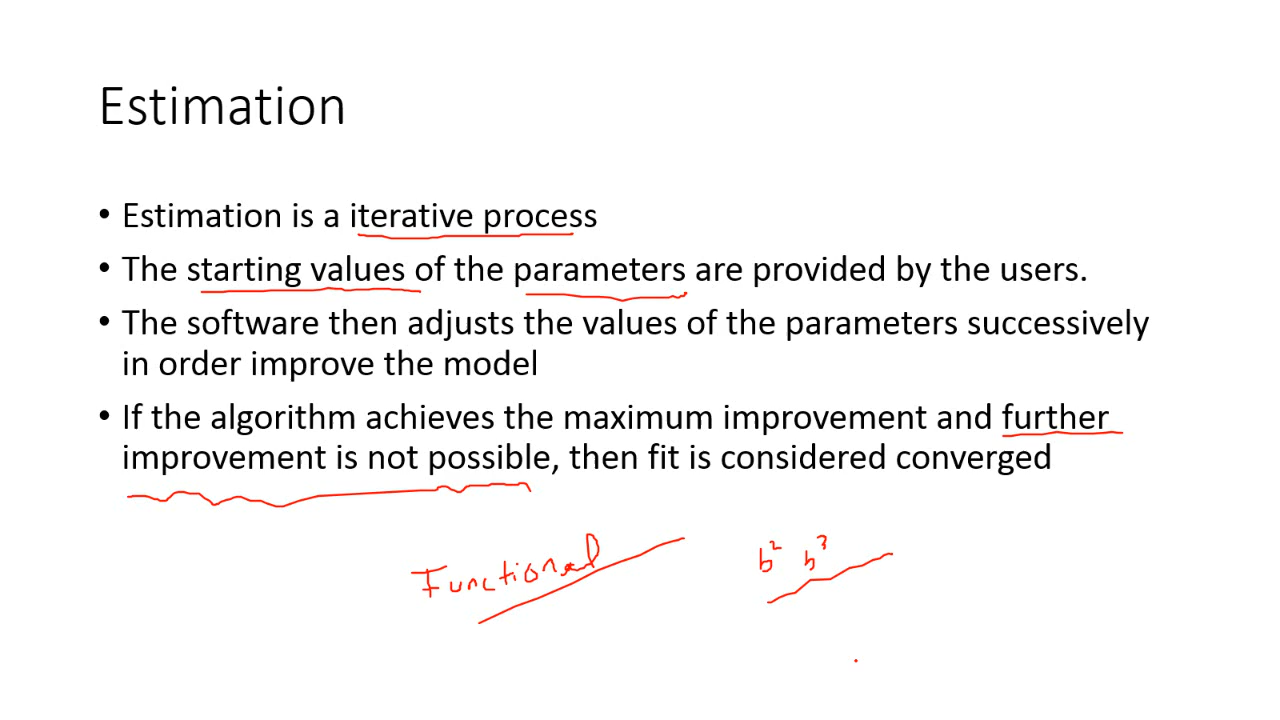 Estimation
• Estimation is a iterative process
• The starting values of the parameters are provided by the users.
• The software then adjusts the values of the parameters successively
in order improve the model
• If the algorithm achieves the maximum improvement and further
improvement is not possible, then fit is considered converged
Functional b² b³